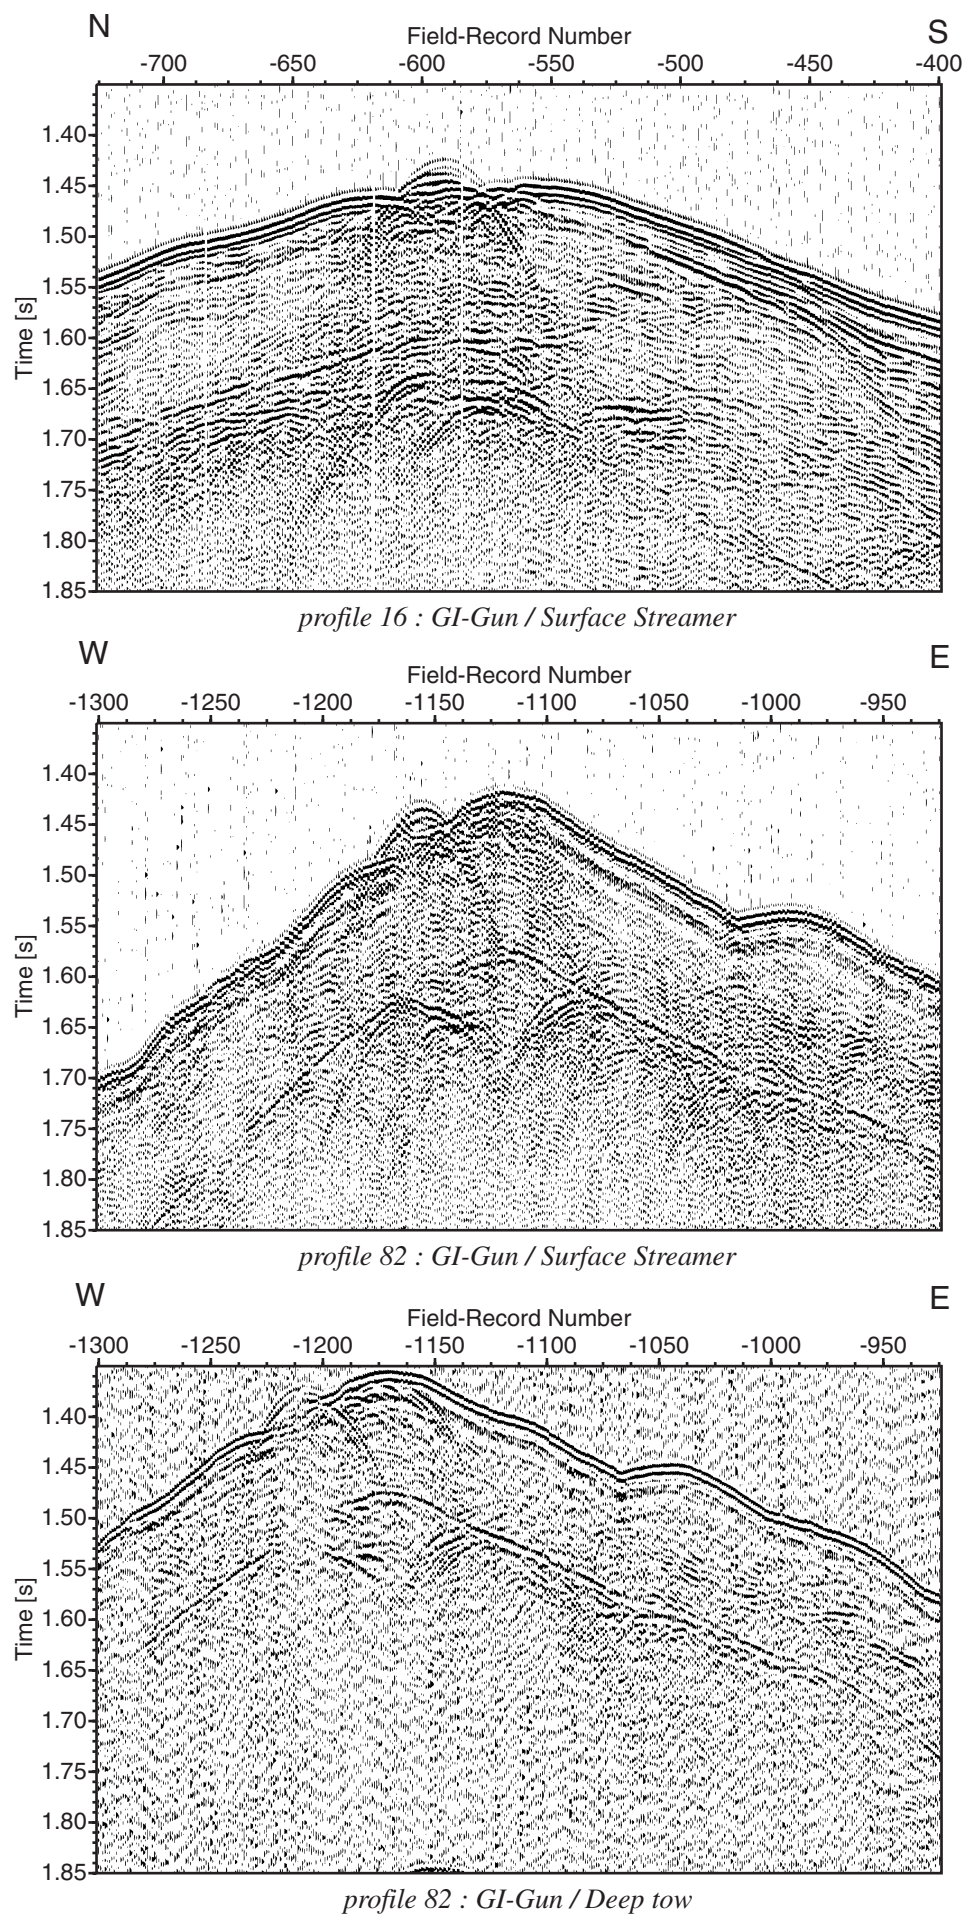 N S
Field-Record Number
-700 -650 -600 -550 -500 -450 -400
Time [s]
1.40
1.45
1.50
1.55
1.60
1.65
1.70
1.75
1.80
1.85
profile 16 : GI-Gun / Surface Streamer
W E
Field-Record Number
-1300 -1250 -1200 -1150 -1100 -1050 -1000 -950
Time [s]
1.40
1.45
1.50
1.55
1.60
1.65
1.70
1.75
1.80
1.85
profile 82 : GI-Gun / Surface Streamer
W E
Field-Record Number
-1300 -1250 -1200 -1150 -1100 -1050 -1000 -950
Time [s]
1.40
1.45
1.50
1.55
1.60
1.65
1.70
1.75
1.80
1.85
profile 82 : GI-Gun / Deep tow